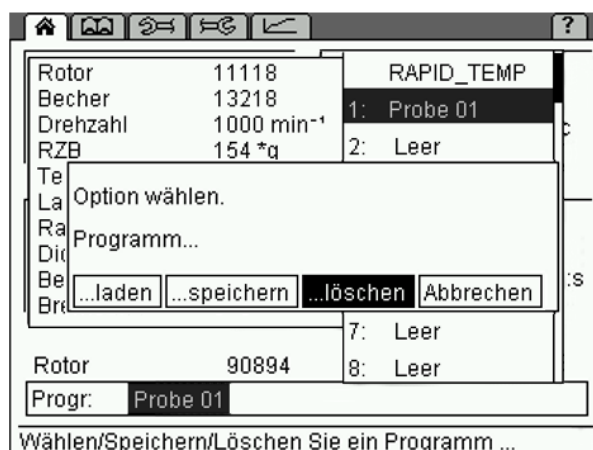 ?
Rotor 11118
Becher 13218
Drehzahl 1000 min⁻¹
RZB 154 *g
RAPID_TEMP
1: Probe 01
2: Leer
Option wählen.
Programm...
...laden ...speichern ...löschen Abbrechen
7: Leer
8: Leer
Rotor 90894
Progr: Probe 01
Wählen/Speichern/Löschen Sie ein Programm ...